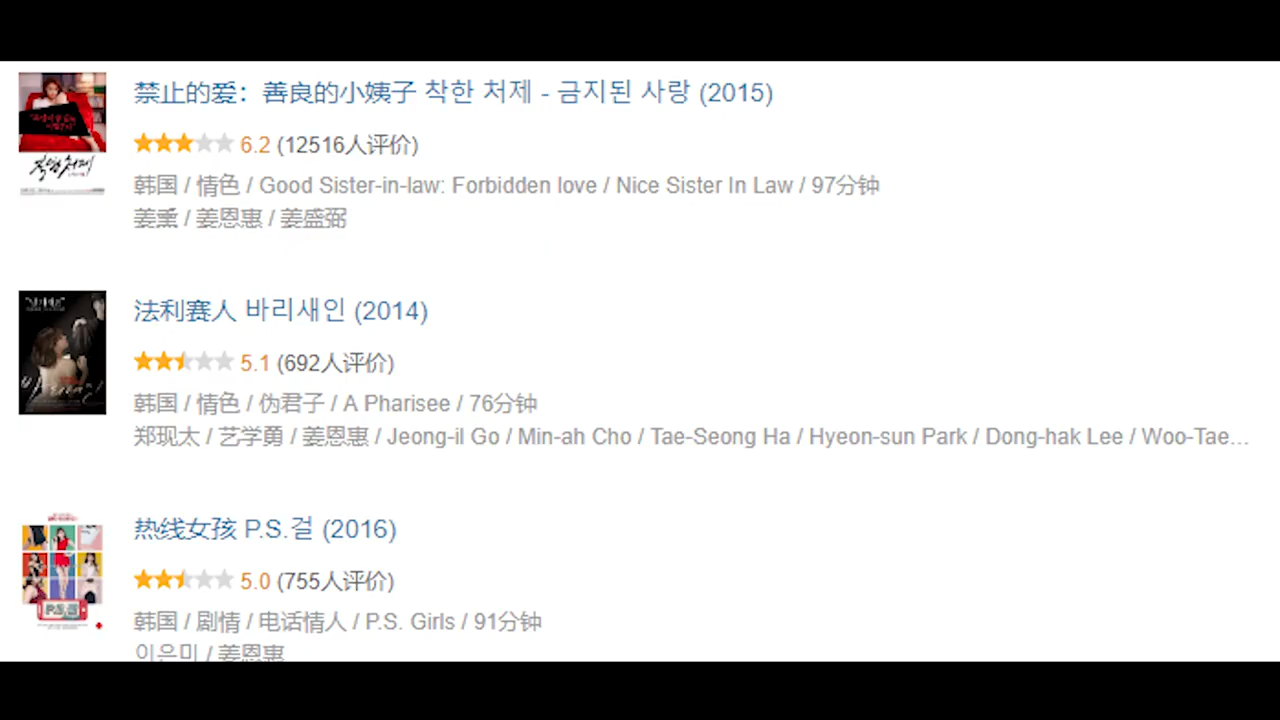 禁止的爱：善良的小姨子 착한 처제 - 금지된 사랑 (2015)
6.2 (12516人评价)
韩国 / 情色 / Good Sister-in-law: Forbidden love / Nice Sister In Law / 97分钟
姜熏 / 姜恩惠 / 姜盛弼
法利赛人 바리새인 (2014)
5.1 (692人评价)
韩国 / 情色 / 伪君子 / A Pharisee / 76分钟
郑现太 / 艺学勇 / 姜恩惠 / Jeong-il Go / Min-ah Cho / Tae-Seong Ha / Hyeon-sun Park / Dong-hak Lee / Woo-Tae...
热线女孩 P.S.걸 (2016)
5.0 (755人评价)
韩国 / 剧情 / 电话情人 / P.S. Girls / 91分钟
이은미 / 姜恩惠